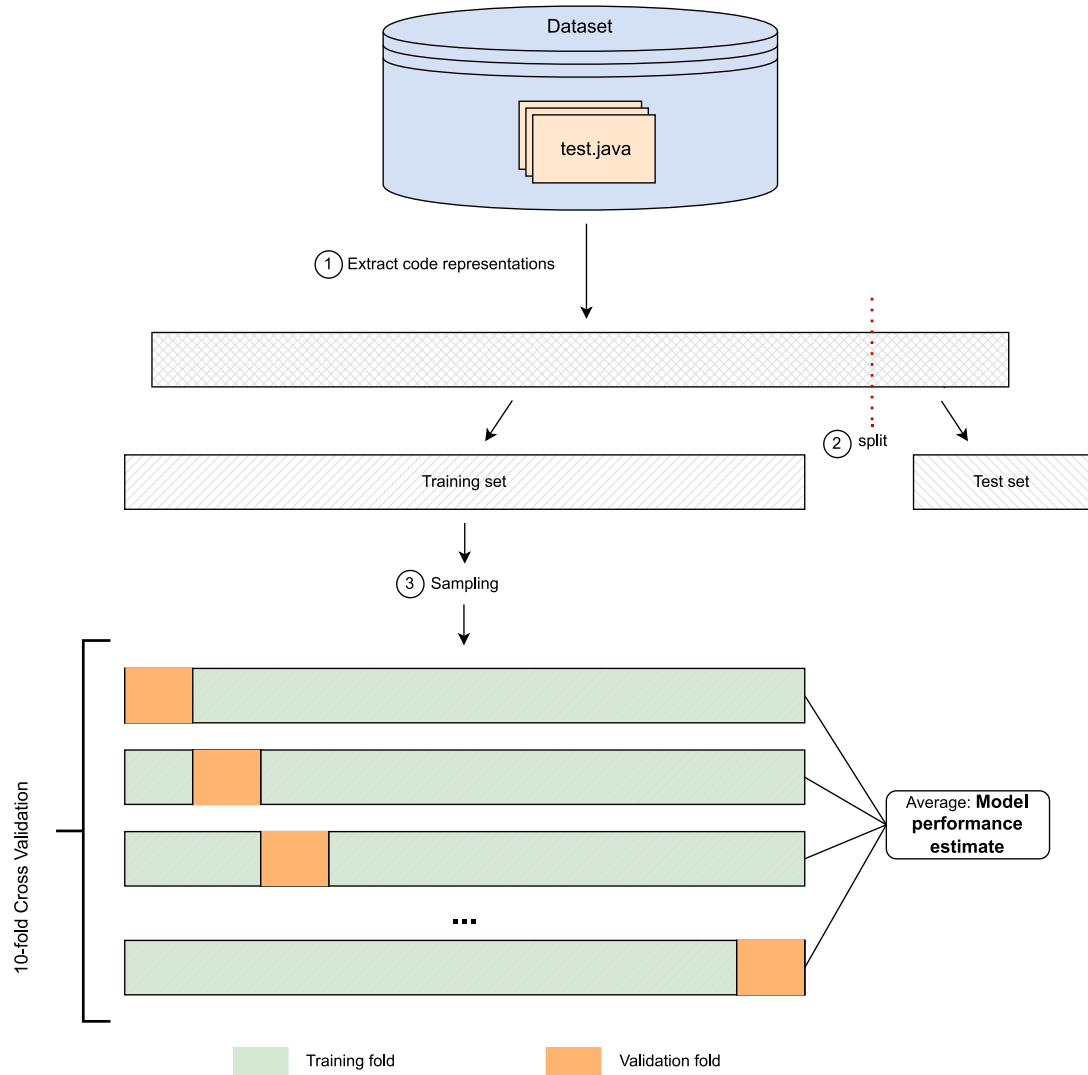 Dataset
test.java
1 Extract code representations
2 split
Training set
Test set
3 Sampling
10-fold Cross Validation
Average: Model
performance
estimate
...
Training fold
Validation fold